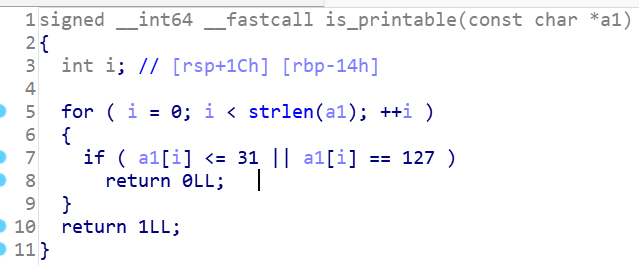 1 signed __int64 __fastcall is_printable(const char *a1)
2 {
3   int i; // [rsp+1Ch] [rbp-14h]
4
5   for ( i = 0; i < strlen(a1); ++i )
6   {
7     if ( a1[i] <= 31 || a1[i] == 127 )
8       return 0LL;
9   }
10   return 1LL;
11 }